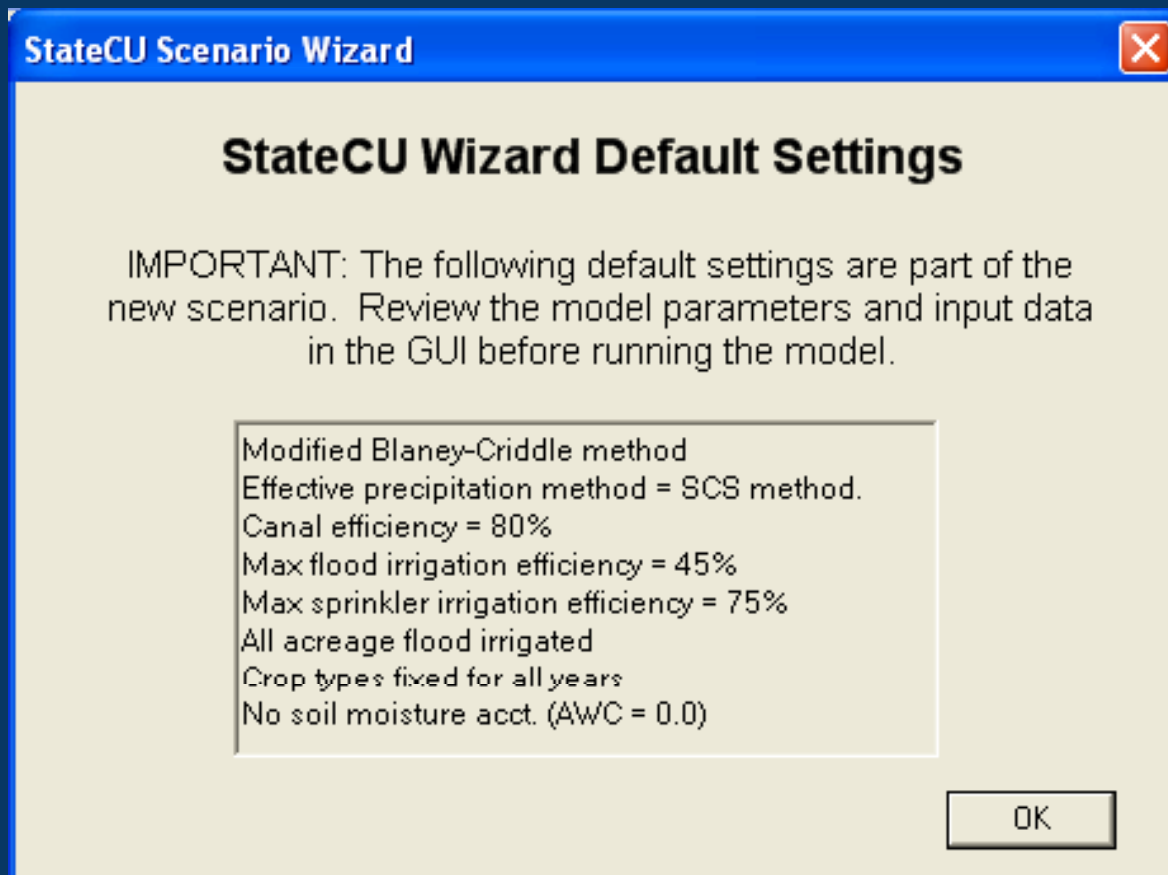 StateCU Scenario Wizard
StateCU Wizard Default Settings
IMPORTANT: The following default settings are part of the
new scenario. Review the model parameters and input data
in the GUI before running the model.
Modified Blaney-Criddle method
Effective precipitation method = SCS method.
Canal efficiency = 80%
Max flood irrigation efficiency = 45%
Max sprinkler irrigation efficiency = 75%
All acreage flood irrigated
Crop types fixed for all years
No soil moisture acct. (AWC = 0.0)
OK